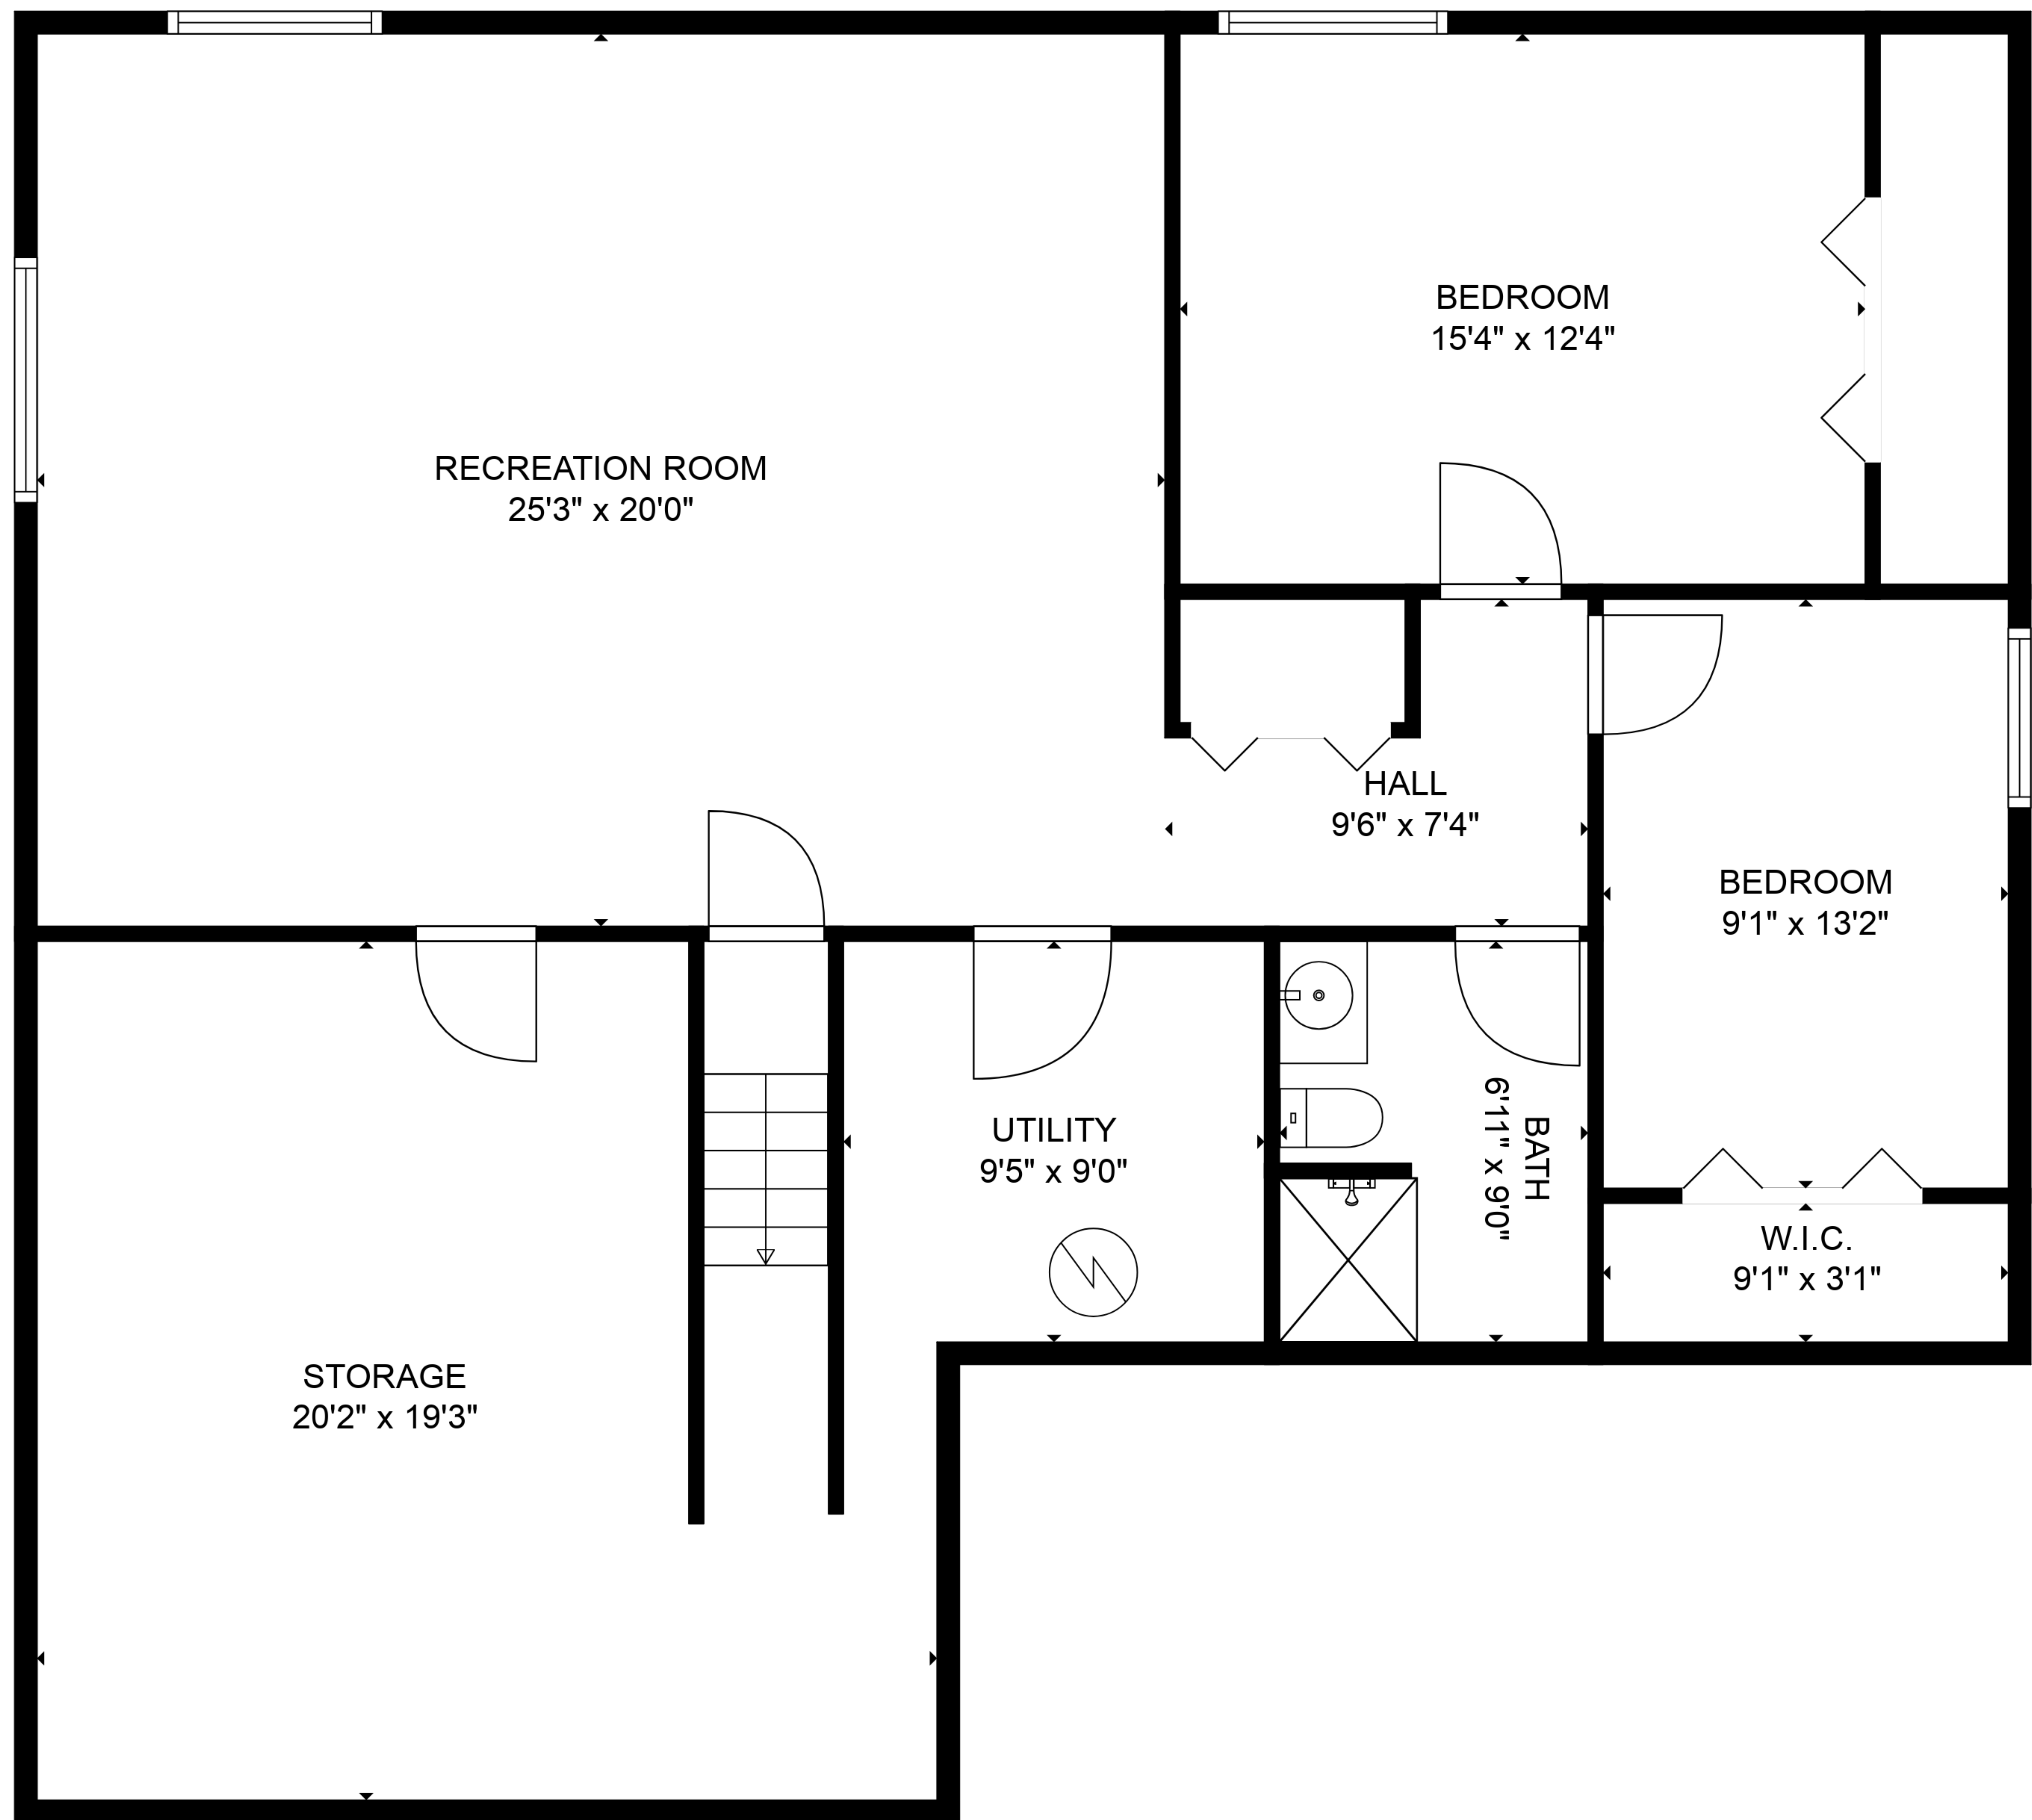 BEDROOM
15'4" x 12'4"
RECREATION ROOM
25'3" x 20'0"
HALL
9'6" x 7'4"
BEDROOM
9'1" x 13'2"
UTILITY
9'5" x 9'0"
BATH
6'11" x 9'0"
W.I.C.
9'1" x 3'1"
STORAGE
20'2" x 19'3"